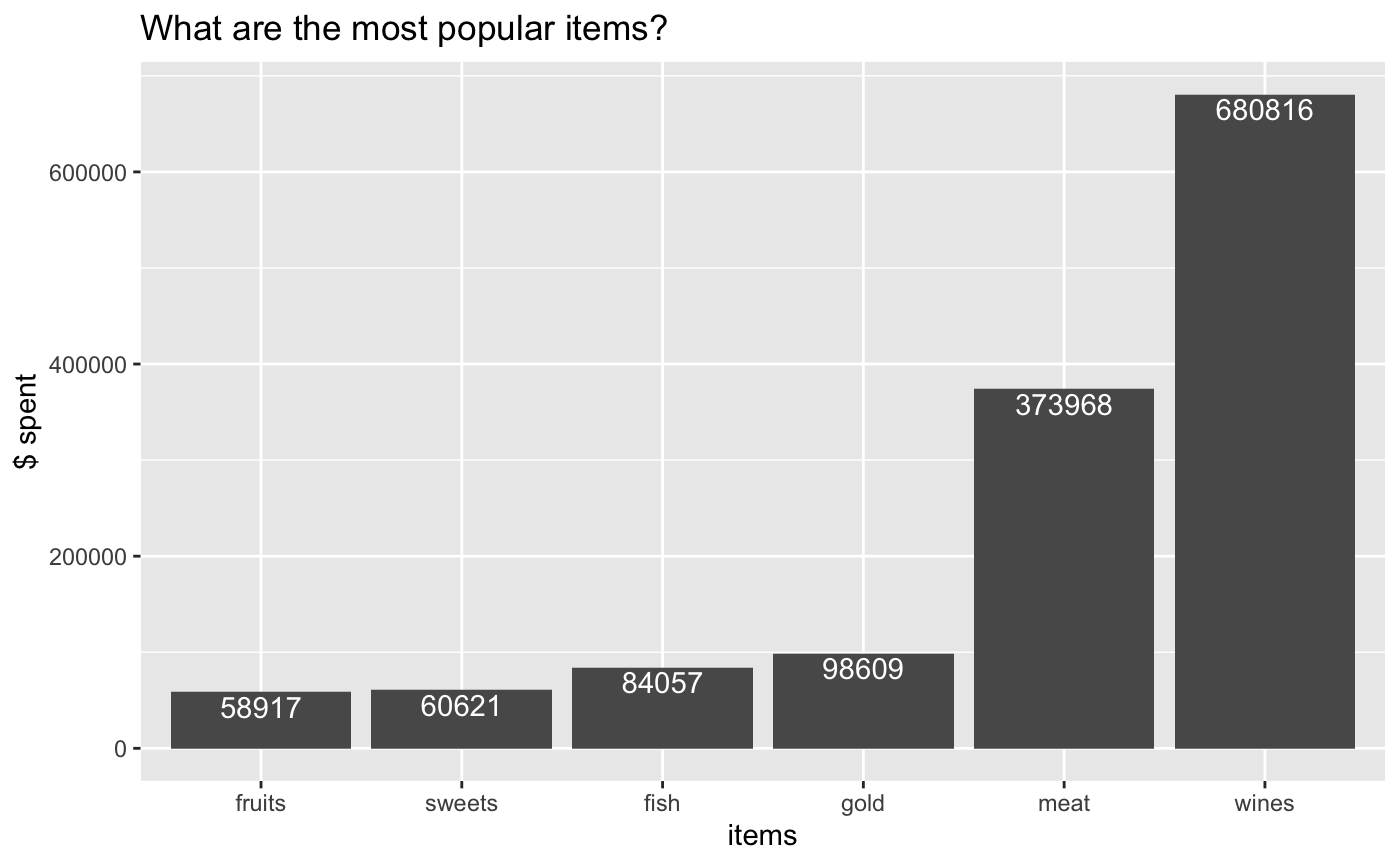 What are the most popular items?
680816
600000
400000
373968
$ spent
200000
98609
84057
60621
58917
0
fruits sweets fish gold meat wines
items